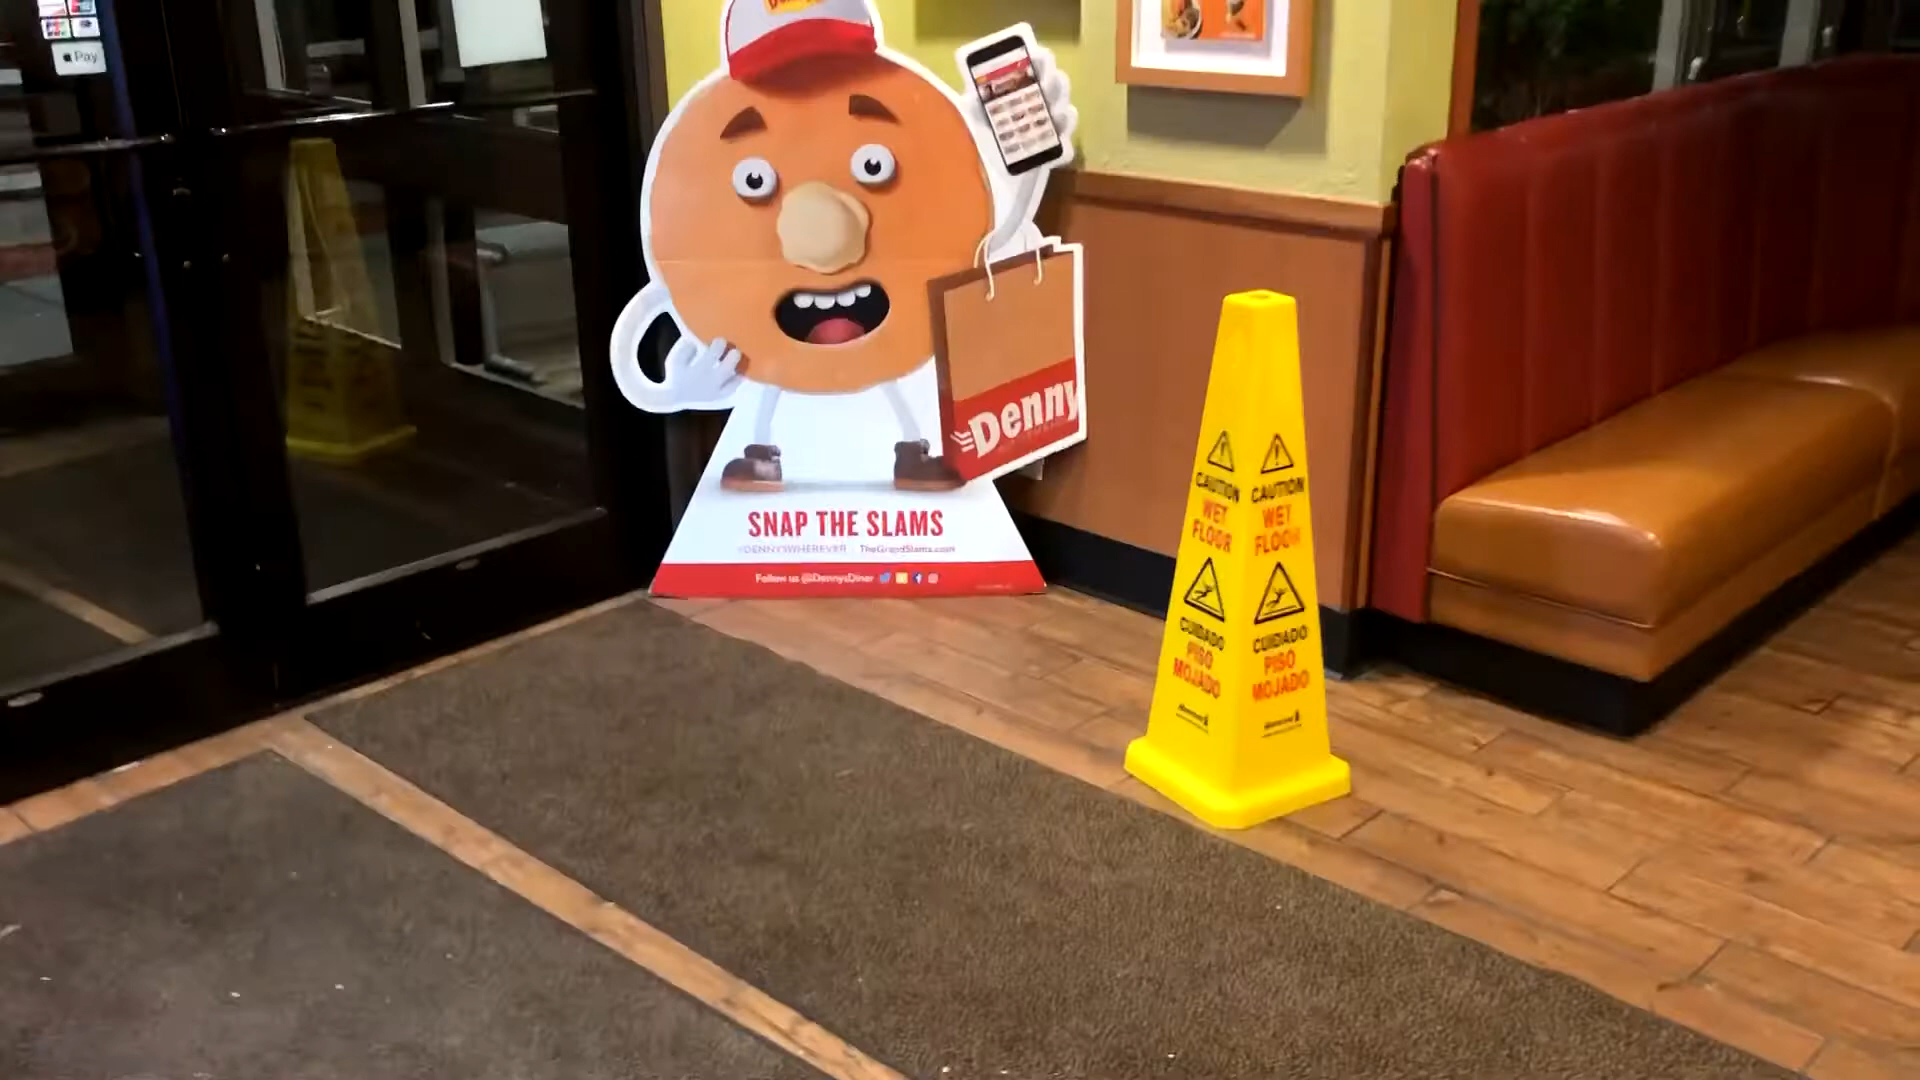 Pay
Denny
SNAP THE SLAMS
#DENNYSWHEREVER TheGrandSlams.com
Follow us @DennysDiner
CAUTION
WET
FLOOR
CUIDADO
PISO
MOJADO
CAUTION
WET
FLOOR
CUIDADO
PISO
MOJADO